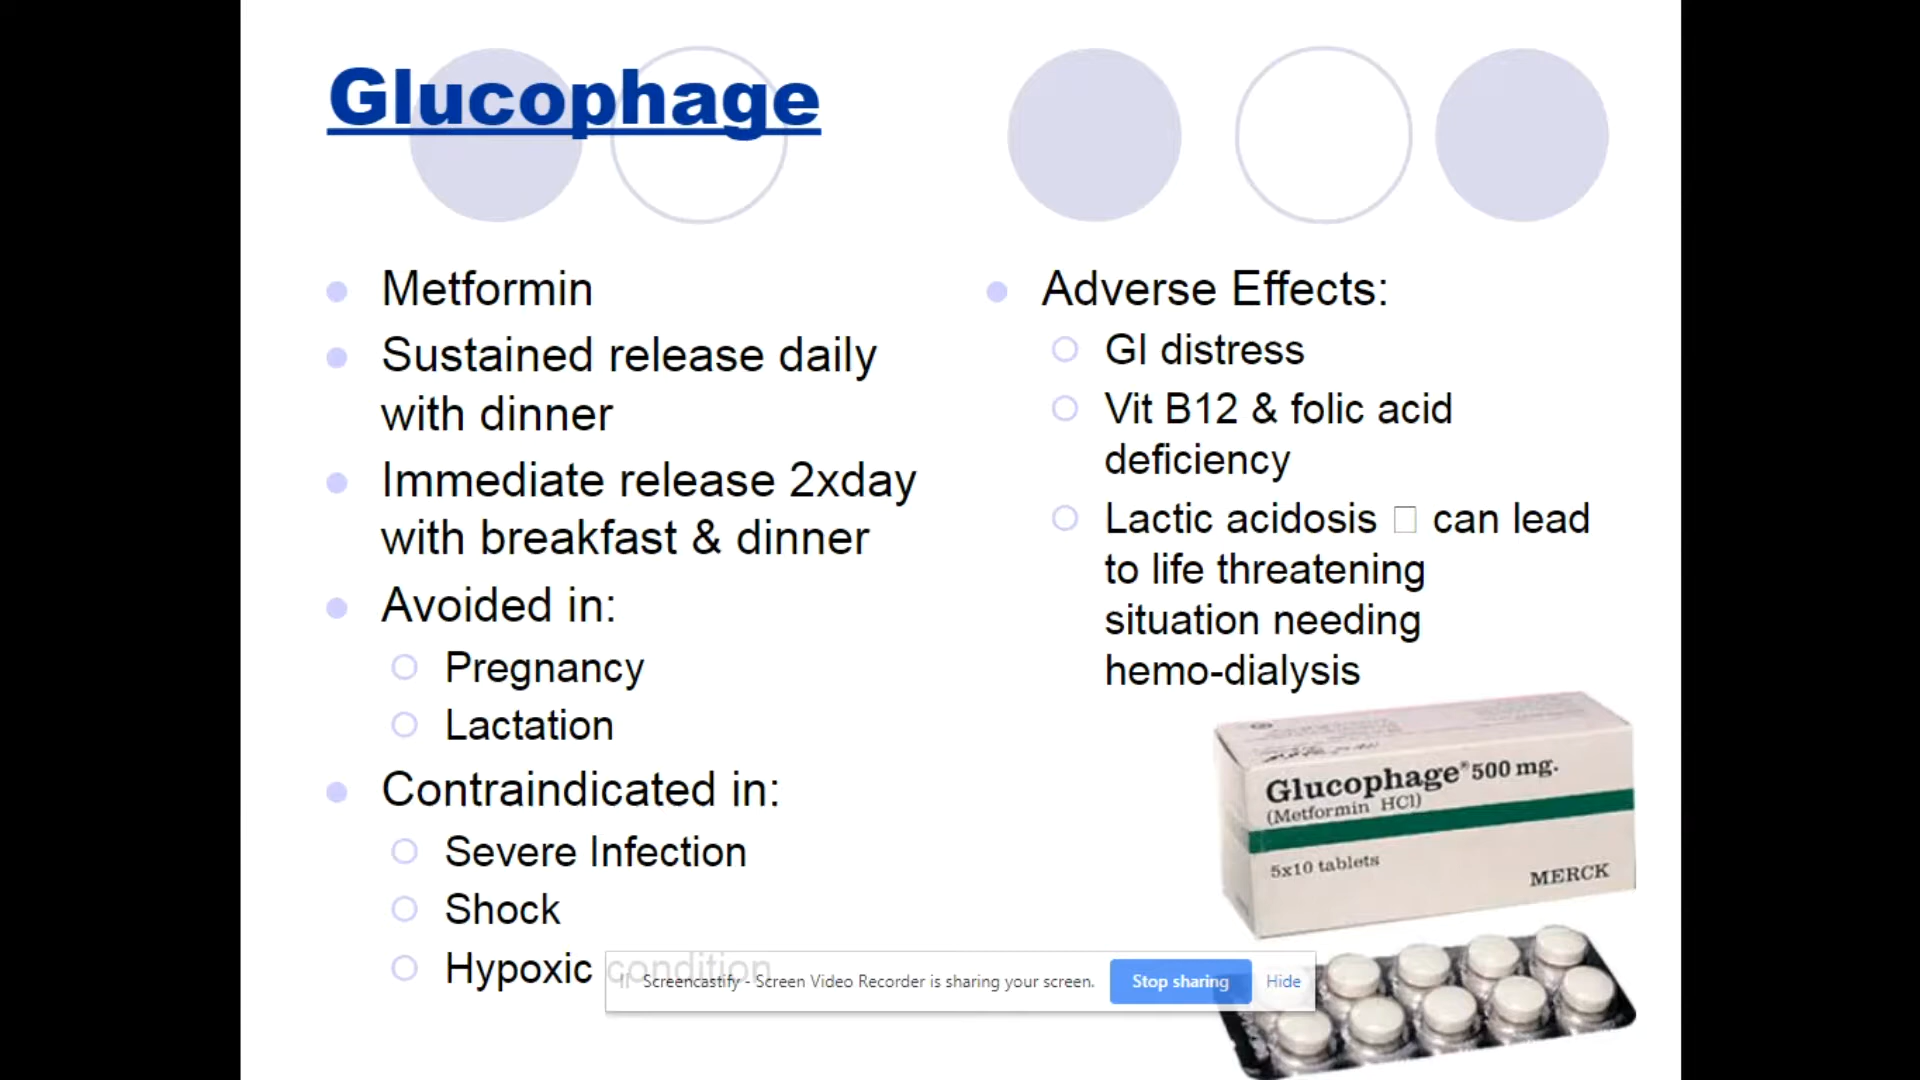 Glucophage
Metformin
Sustained release daily
with dinner
Immediate release 2xday
with breakfast & dinner
Avoided in:
Pregnancy
Lactation
Contraindicated in:
Severe Infection
Shock
Hypoxic condition
Adverse Effects:
GI distress
Vit B12 & folic acid
deficiency
Lactic acidosis □ can lead
to life threatening
situation needing
hemo-dialysis
Glucophage® 500 mg.
(Metformin HCl)
5x10 tablets
MERCK
Screencastify - Screen Video Recorder is sharing your screen.
Stop sharing
Hide